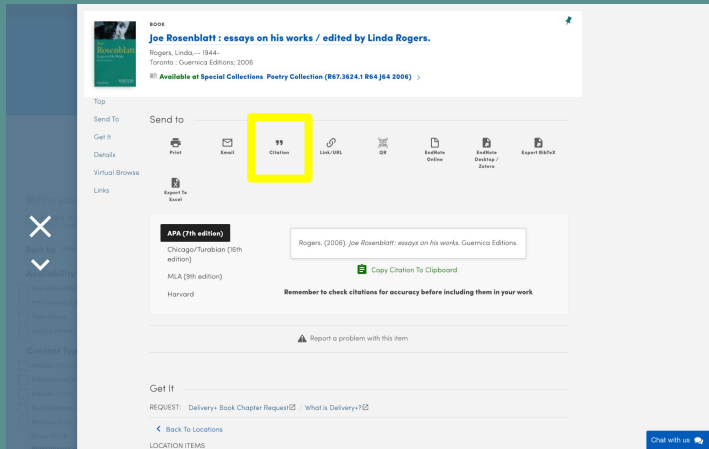 BOOK
Joe Rosenblatt : essays on his works / edited by Linda Rogers.
Rogers, Linda,-- 1944-
Toronto : Guernica Editions; 2006
Available at Special Collections Poetry Collection (R67.3624.1 R64 J64 2006)
Joe
Rosenblatt
Top
Send To
Get It
Details
Virtual Browse
Links
Send to
Print
Email
Citation
Link/URL
QR
EndNote
Online
EndNote
Desktop /
Zotero
Export BibTeX
Export To
Excel
APA (7th edition)
Chicago/Turabian (16th
edition)
MLA (9th edition)
Harvard
Rogers. (2006). Joe Rosenblatt : essays on his works. Guernica Editions.
Copy Citation To Clipboard
Remember to check citations for accuracy before including them in your work
Report a problem with this item
Get It
REQUEST: Delivery+ Book Chapter Request / What is Delivery+?
Back To Locations
LOCATION ITEMS
Chat with us